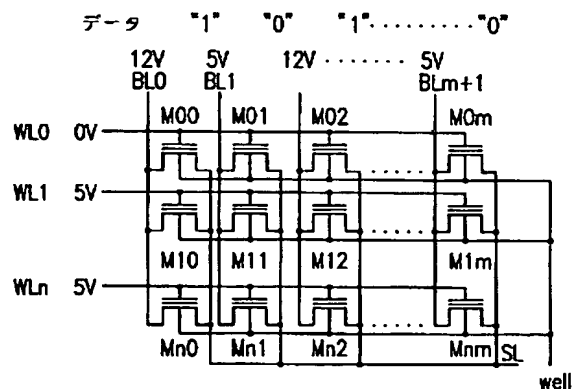 データ "1" "0" "1"·········"0"
12V 5V 12V ······· 5V
BL0 BL1 BLm+1
M00 M01 M02 M0m
WL0 0V
WL1 5V
M10 M11 M12 M1m
WLn 5V
Mn0 Mn1 Mn2 Mnm
SL
well